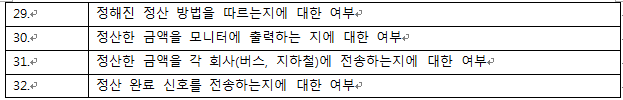 29. 정해진 정산 방법을 따르는지에 대한 여부
30. 정산한 금액을 모니터에 출력하는 지에 대한 여부
31. 정산한 금액을 각 회사(버스, 지하철)에 전송하는지에 대한 여부
32. 정산 완료 신호를 전송하는지에 대한 여부